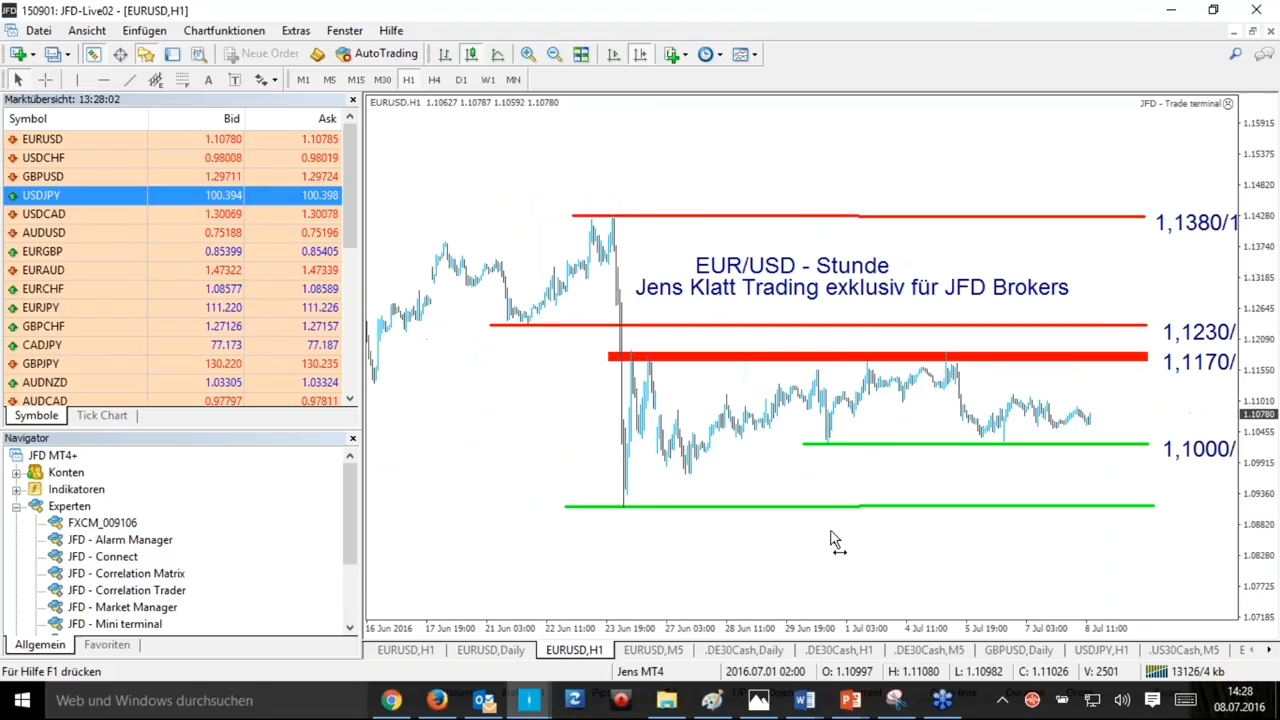 150901: JFD-Live02 - [EURUSD,H1]
Datei Ansicht Einfügen Chartfunktionen Extras Fenster Hilfe
Neue Order AutoTrading
M1 M5 M15 M30 H1 H4 D1 W1 MN
Marktübersicht: 13:28:02
Symbol Bid Ask
EURUSD 1.10780 1.10785
USDCHF 0.98008 0.98019
GBPUSD 1.29711 1.29724
USDJPY 100.394 100.398
USDCAD 1.30069 1.30078
AUDUSD 0.75188 0.75196
EURGBP 0.85399 0.85405
EURAUD 1.47322 1.47339
EURCHF 1.08577 1.08589
EURJPY 111.220 111.226
GBPCHF 1.27126 1.27157
CADJPY 77.173 77.187
GBPJPY 130.220 130.235
AUDNZD 1.03305 1.03324
AUDCAD 0.97797 0.97811
Symbole Tick Chart
Navigator
JFD MT4+
Konten
Indikatoren
Experten
FXCM_009106
JFD - Alarm Manager
JFD - Connect
JFD - Correlation Matrix
JFD - Correlation Trader
JFD - Market Manager
JFD - Mini terminal
Allgemein Favoriten
EURUSD,H1 1.10627 1.10787 1.10592 1.10780
JFD - Trade terminal
EUR/USD - Stunde
Jens Klatt Trading exklusiv für JFD Brokers
1,1380/1
1,1230/
1,1170/
1,1000/
1.15915
1.15375
1.14820
1.14280
1.13740
1.13185
1.12645
1.12090
1.11550
1.11010
1.10780
1.10455
1.09915
1.09360
1.08820
1.08280
1.07725
1.07185
16 Jun 2016 17 Jun 19:00 21 Jun 03:00 22 Jun 11:00 23 Jun 19:00 27 Jun 03:00 28 Jun 11:00 29 Jun 19:00 1 Jul 03:00 4 Jul 11:00 5 Jul 19:00 7 Jul 03:00 8 Jul 11:00
EURUSD,H1 EURUSD,Daily EURUSD,H1 EURUSD,M5 .DE30Cash,Daily .DE30Cash,H1 .DE30Cash,M5 GBPUSD,Daily USDJPY,H1 .US30Cash,M5 E
Für Hilfe F1 drücken Jens MT4 2016.07.01 02:00 O: 1.10997 H: 1.11080 L: 1.10982 C: 1.11026 V: 2501 13126/4 kb
Web und Windows durchsuchen
14:28
08.07.2016